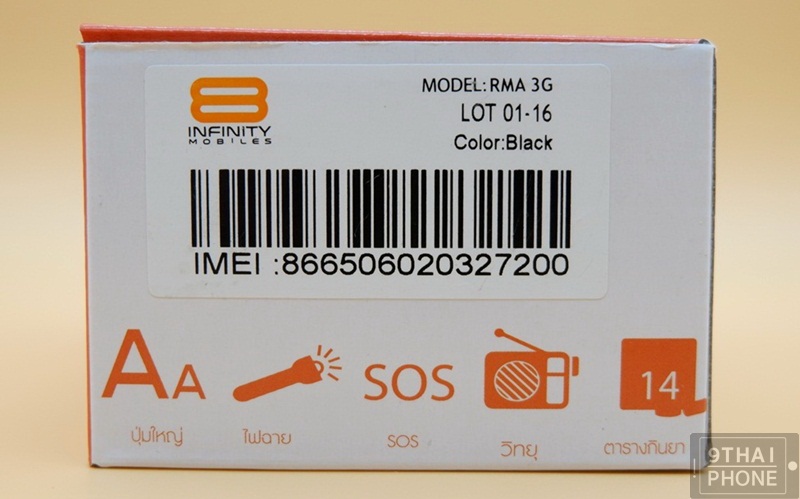 8
INFINITY
MOBILES
MODEL: RMA 3G
LOT 01-16
Color:Black
IMEI :866506020327200
AA
SOS
14
ปุ่มใหญ่
ไฟฉาย
SOS
วิทยุ
ตารางกินยา
9THAI
PHONE